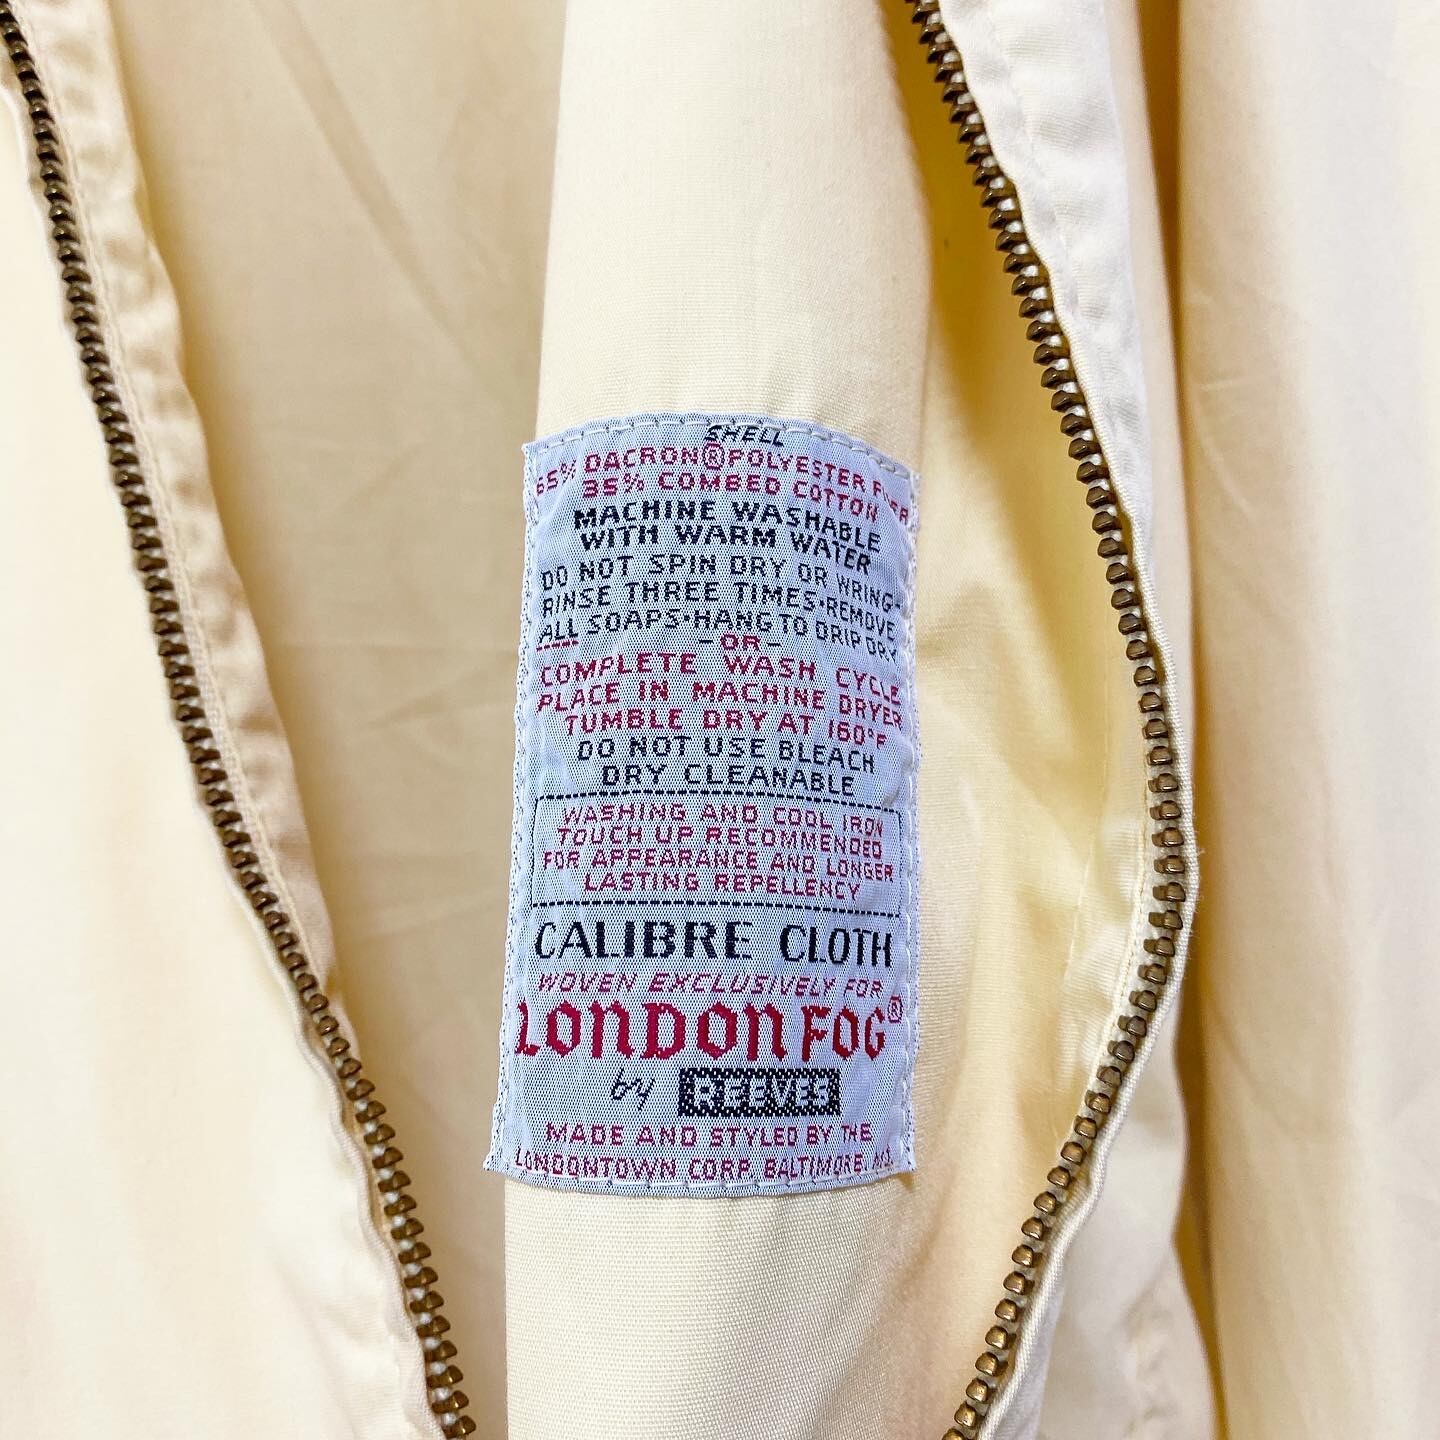 SHELL
65% DACRON® POLYESTER FIBER
35% COMBED COTTON
MACHINE WASHABLE
WITH WARM WATER
DO NOT SPIN DRY OR WRING-
RINSE THREE TIMES·REMOVE
ALL SOAPS·HANG TO DRIP DRY
-OR-
COMPLETE WASH CYCLE
PLACE IN MACHINE DRYER
TUMBLE DRY AT 160°F
DO NOT USE BLEACH
DRY CLEANABLE
WASHING AND COOL IRON
TOUCH UP RECOMMENDED
FOR APPEARANCE AND LONGER
LASTING REPELLENCY
CALIBRE CLOTH
WOVEN EXCLUSIVELY FOR
LONDON FOG®
by REEVES
MADE AND STYLED BY THE
LONDONTOWN CORP. BALTIMORE, MD.